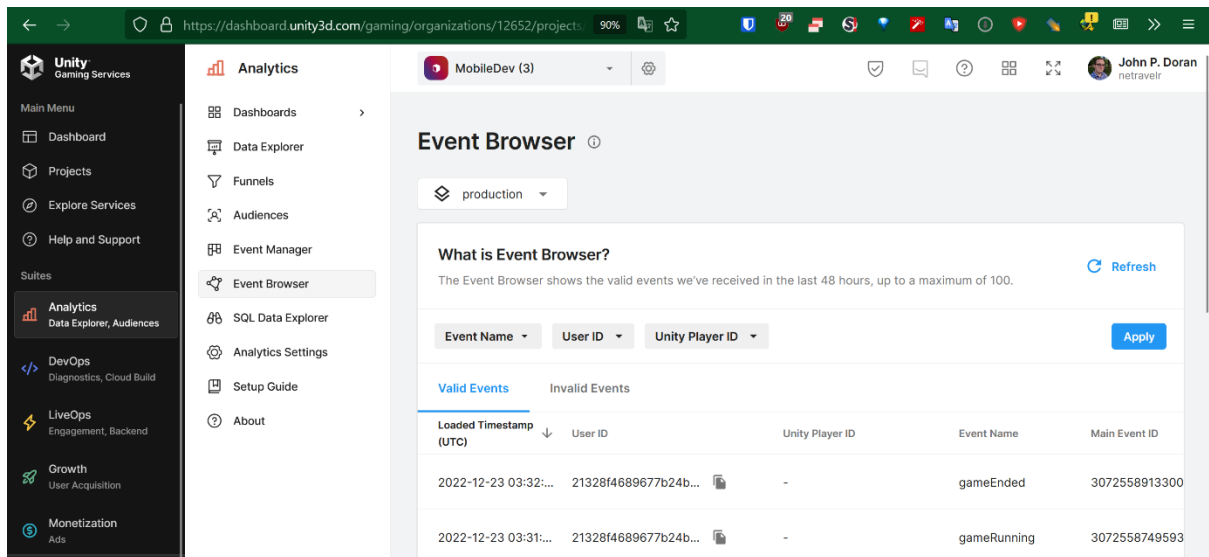 https://dashboard.unity3d.com/gaming/organizations/12652/projects/
90%
20
Unity
Gaming Services
Main Menu
Dashboard
Projects
Explore Services
Help and Support
Suites
Analytics
Data Explorer, Audiences
DevOps
Diagnostics, Cloud Build
LiveOps
Engagement, Backend
Growth
User Acquisition
Monetization
Ads
Analytics
Dashboards
Data Explorer
Funnels
Audiences
Event Manager
Event Browser
SQL Data Explorer
Analytics Settings
Setup Guide
About
MobileDev (3)
John P. Doran
netravelr
Event Browser
production
What is Event Browser?
The Event Browser shows the valid events we've received in the last 48 hours, up to a maximum of 100.
Refresh
Event Name User ID Unity Player ID
Apply
Valid Events Invalid Events
Loaded Timestamp
(UTC) User ID Unity Player ID Event Name Main Event ID
2022-12-23 03:32:... 21328f4689677b24b... - gameEnded 3072558913300
2022-12-23 03:31:... 21328f4689677b24b... - gameRunning 3072558749593